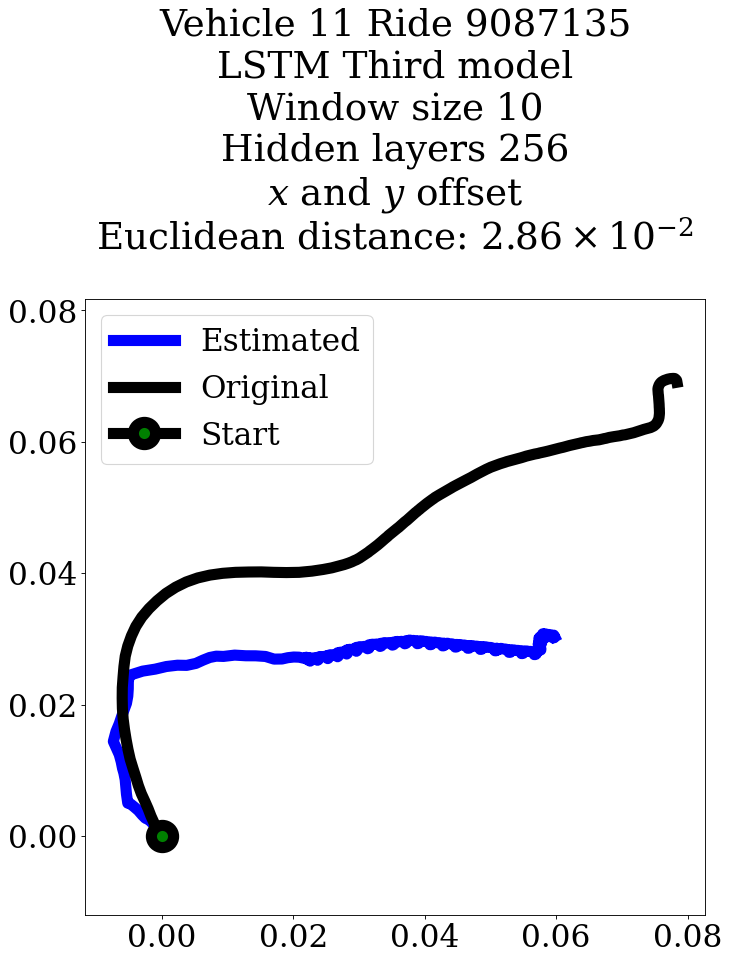 Vehicle 11 Ride 9087135
LSTM Third model
Window size 10
Hidden layers 256
x and y offset
Euclidean distance: 2.86 × 10⁻²
0.08
Estimated
Original
Start
0.06
0.04
0.02
0.00
0.00 0.02 0.04 0.06 0.08